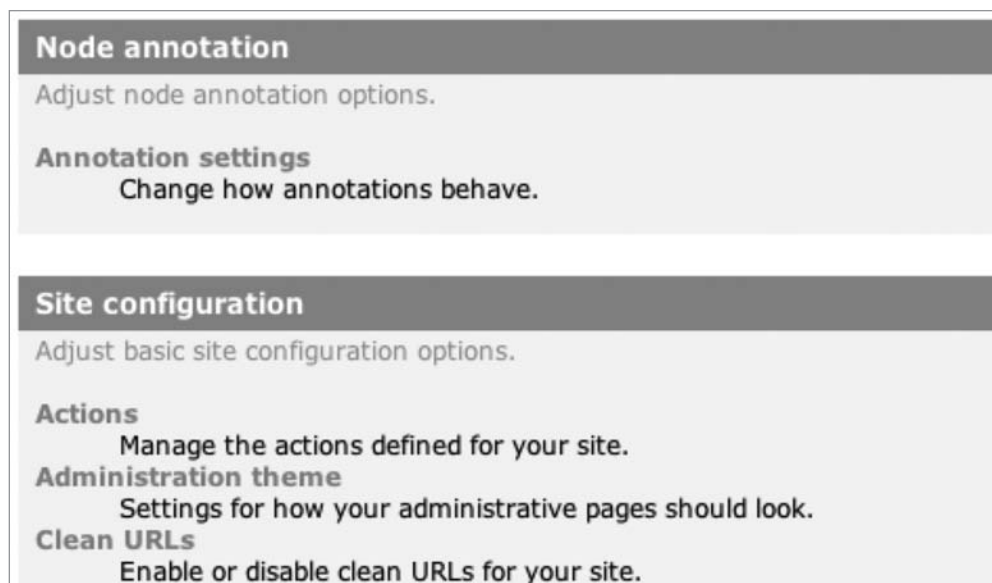 Node annotation
Adjust node annotation options.
Annotation settings
Change how annotations behave.
Site configuration
Adjust basic site configuration options.
Actions
Manage the actions defined for your site.
Administration theme
Settings for how your administrative pages should look.
Clean URLs
Enable or disable clean URLs for your site.